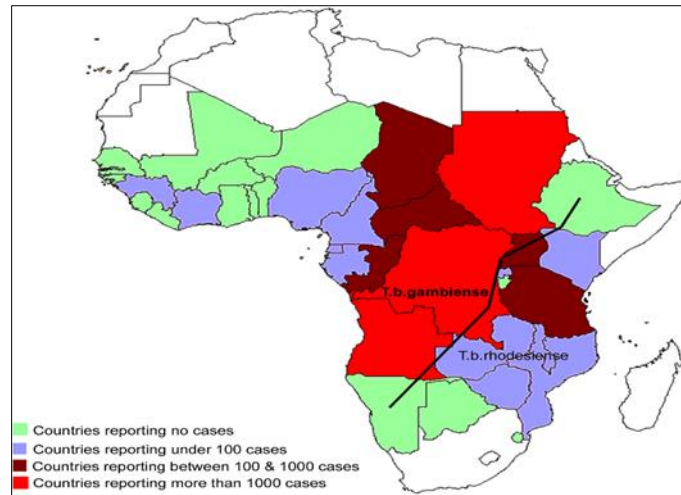 T.b.gambiense
T.b.rhodesiense
Countries reporting no cases
Countries reporting under 100 cases
Countries reporting between 100 & 1000 cases
Countries reporting more than 1000 cases